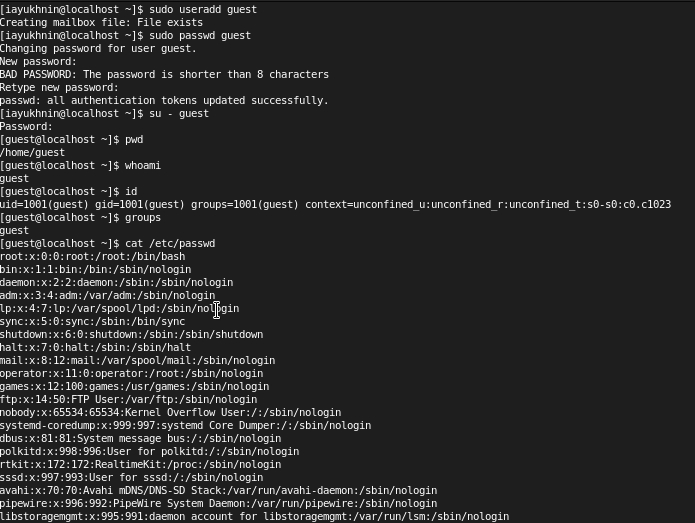 [iayukhnin@localhost ~]$ sudo useradd guest
Creating mailbox file: File exists
[iayukhnin@localhost ~]$ sudo passwd guest
Changing password for user guest.
New password:
BAD PASSWORD: The password is shorter than 8 characters
Retype new password:
passwd: all authentication tokens updated successfully.
[iayukhnin@localhost ~]$ su - guest
Password:
[guest@localhost ~]$ pwd
/home/guest
[guest@localhost ~]$ whoami
guest
[guest@localhost ~]$ id
uid=1001(guest) gid=1001(guest) groups=1001(guest) context=unconfined_u:unconfined_r:unconfined_t:s0-s0:c0.c1023
[guest@localhost ~]$ groups
guest
[guest@localhost ~]$ cat /etc/passwd
root:x:0:0:root:/root:/bin/bash
bin:x:1:1:bin:/bin:/sbin/nologin
daemon:x:2:2:daemon:/sbin:/sbin/nologin
adm:x:3:4:adm:/var/adm:/sbin/nologin
lp:x:4:7:lp:/var/spool/lpd:/sbin/nologin
sync:x:5:0:sync:/sbin:/bin/sync
shutdown:x:6:0:shutdown:/sbin:/sbin/shutdown
halt:x:7:0:halt:/sbin:/sbin/halt
mail:x:8:12:mail:/var/spool/mail:/sbin/nologin
operator:x:11:0:operator:/root:/sbin/nologin
games:x:12:100:games:/usr/games:/sbin/nologin
ftp:x:14:50:FTP User:/var/ftp:/sbin/nologin
nobody:x:65534:65534:Kernel Overflow User:/:/sbin/nologin
systemd-coredump:x:999:997:systemd Core Dumper:/:/sbin/nologin
dbus:x:81:81:System message bus:/:/sbin/nologin
polkitd:x:998:996:User for polkitd:/:/sbin/nologin
rtkit:x:172:172:RealtimeKit:/proc:/sbin/nologin
sssd:x:997:993:User for sssd:/:/sbin/nologin
avahi:x:70:70:Avahi mDNS/DNS-SD Stack:/var/run/avahi-daemon:/sbin/nologin
pipewire:x:996:992:PipeWire System Daemon:/var/run/pipewire:/sbin/nologin
libstoragemgmt:x:995:991:daemon account for libstoragemgmt:/var/run/lsm:/sbin/nologin